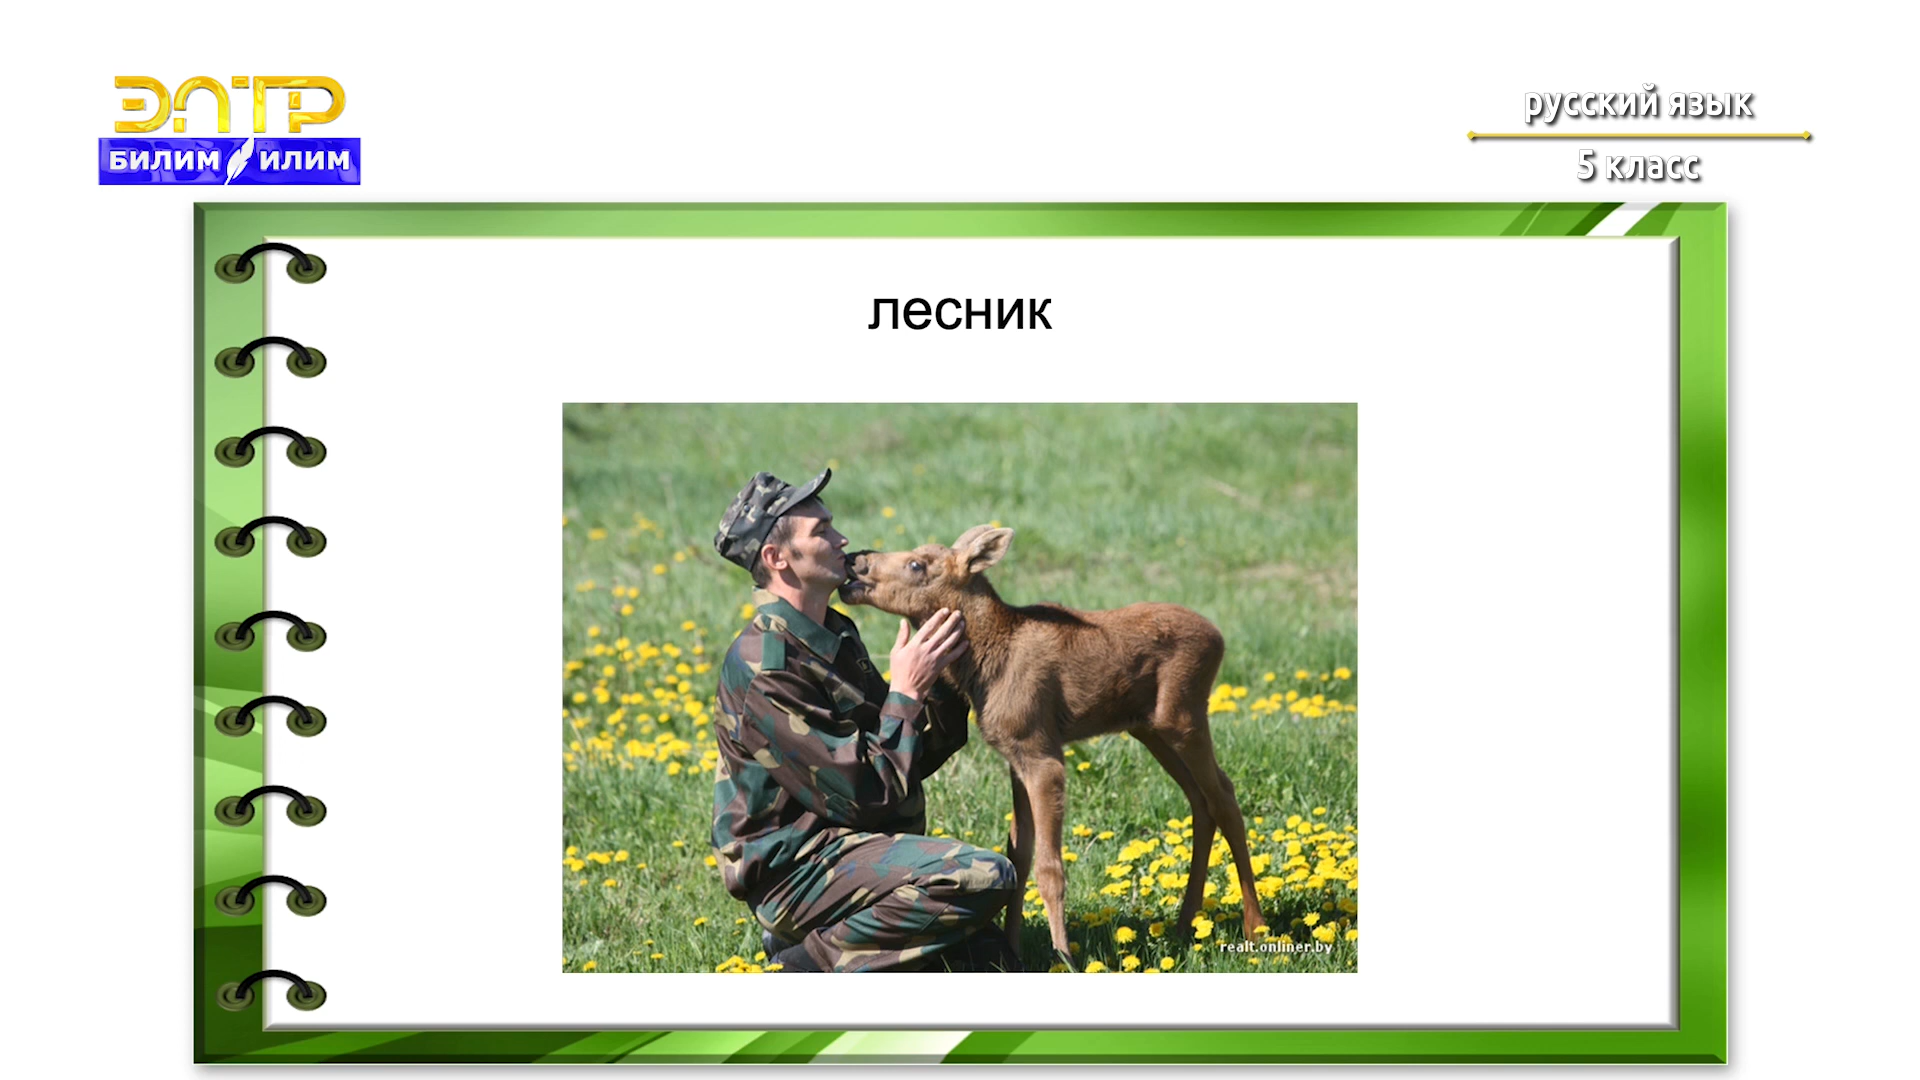 ЭЛТР
БИЛИМ ИЛИМ
русский язык
5 класс
лесник
realt.onliner.by